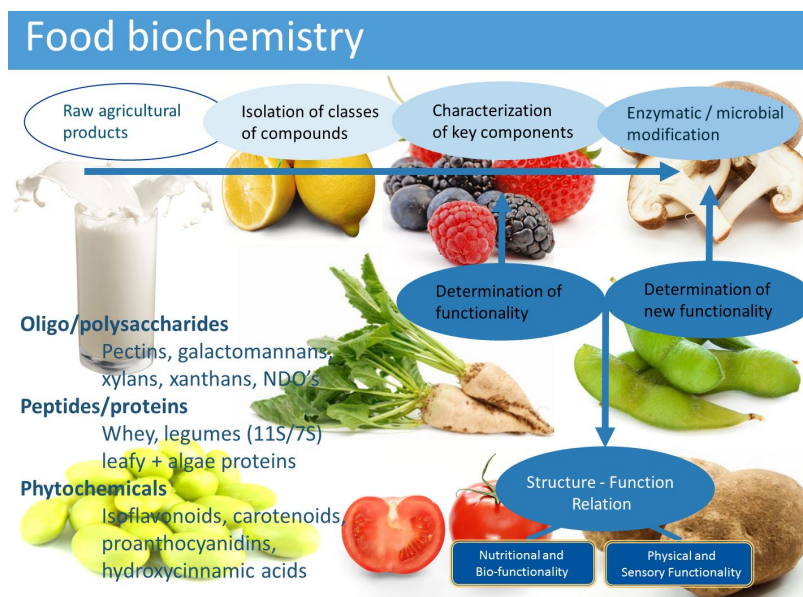 Food biochemistry
Raw agricultural
products
Isolation of classes
of compounds
Characterization
of key components
Enzymatic / microbial
modification
Determination of
functionality
Determination of
new functionality
Oligo/polysaccharides
Pectins, galactomannans,
xylans, xanthans, NDO's
Peptides/proteins
Whey, legumes (11S/7S)
leafy + algae proteins
Phytochemicals
Isoflavonoids, carotenoids,
proanthocyanidins,
hydroxycinnamic acids
Structure - Function
Relation
Nutritional and
Bio-functionality
Physical and
Sensory Functionality